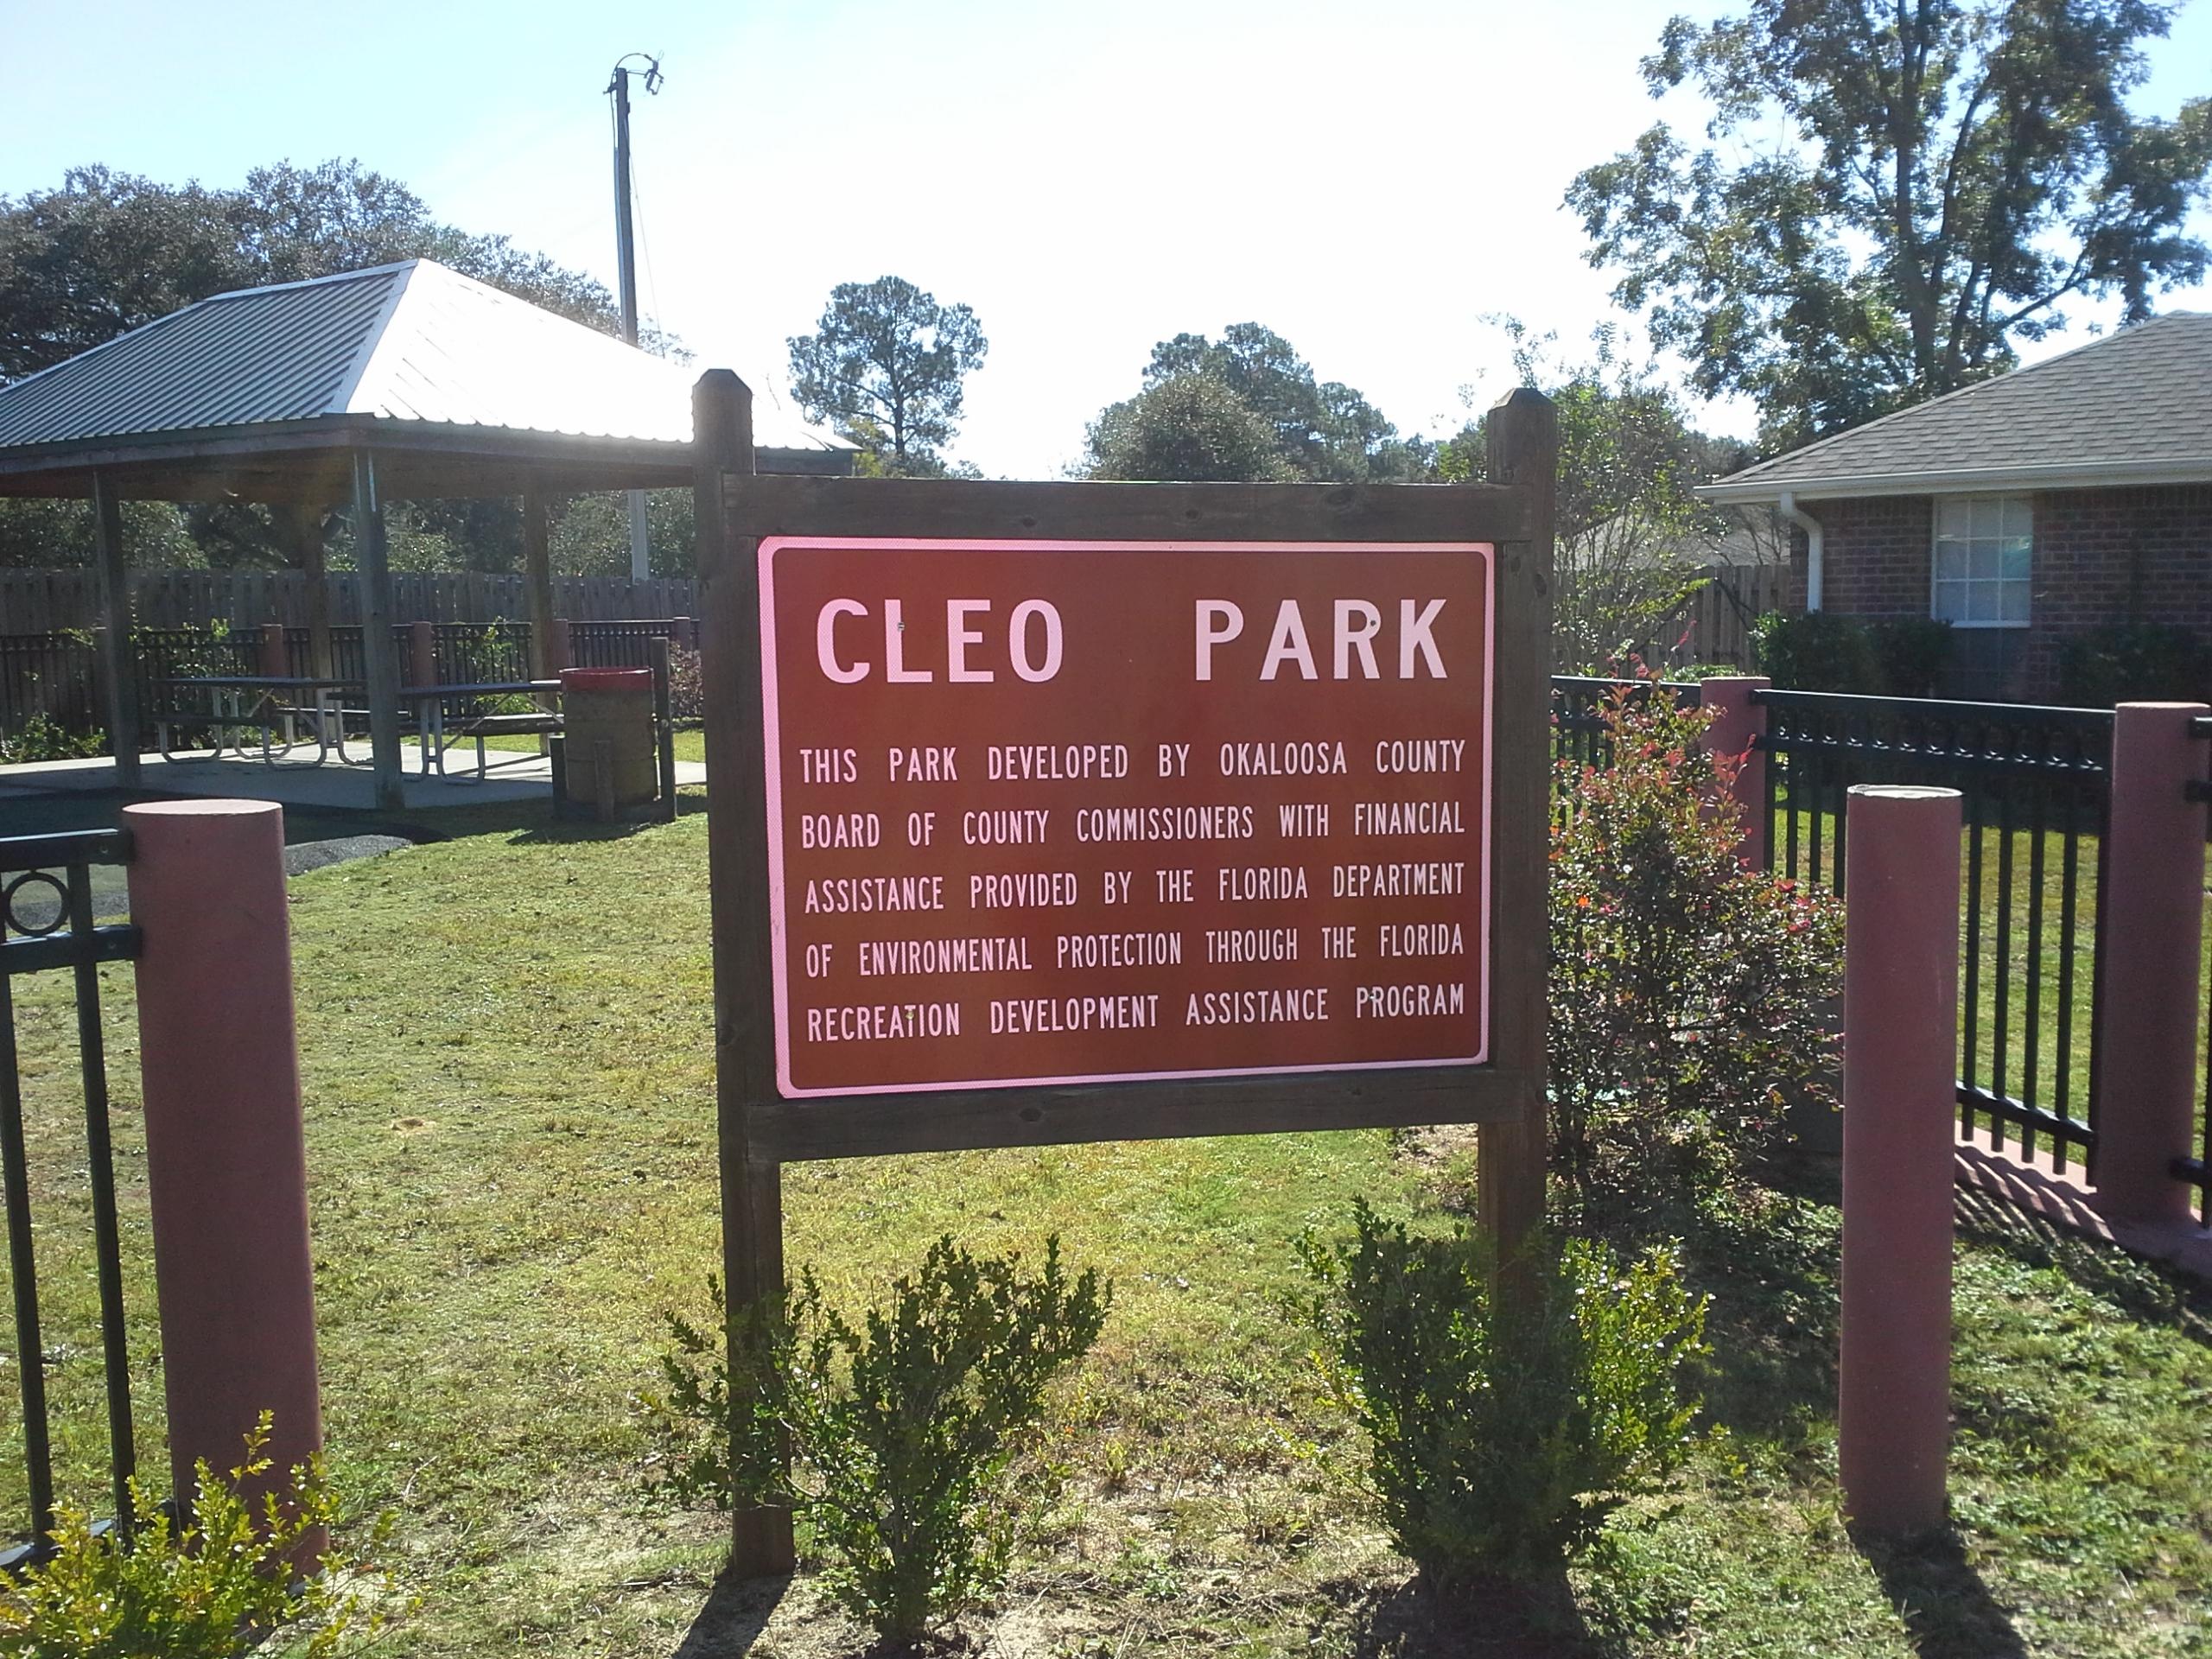 CLEO PARK
THIS PARK DEVELOPED BY OKALOOSA COUNTY
BOARD OF COUNTY COMMISSIONERS WITH FINANCIAL
ASSISTANCE PROVIDED BY THE FLORIDA DEPARTMENT
OF ENVIRONMENTAL PROTECTION THROUGH THE FLORIDA
RECREATION DEVELOPMENT ASSISTANCE PROGRAM